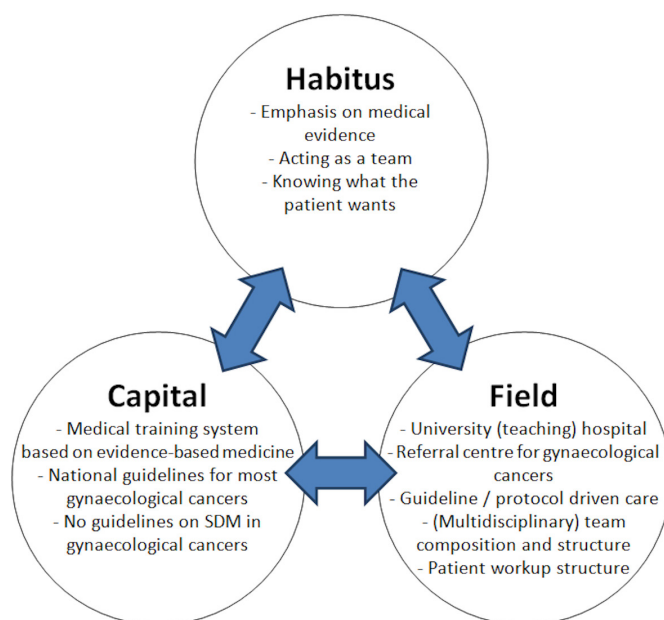 Habitus
- Emphasis on medical
evidence
- Acting as a team
- Knowing what the
patient wants
Capital
- Medical training system
based on evidence-based medicine
- National guidelines for most
gynaecological cancers
- No guidelines on SDM in
gynaecological cancers
Field
- University (teaching) hospital
- Referral centre for gynaecological
cancers
- Guideline / protocol driven care
- (Multidisciplinary) team
composition and structure
- Patient workup structure